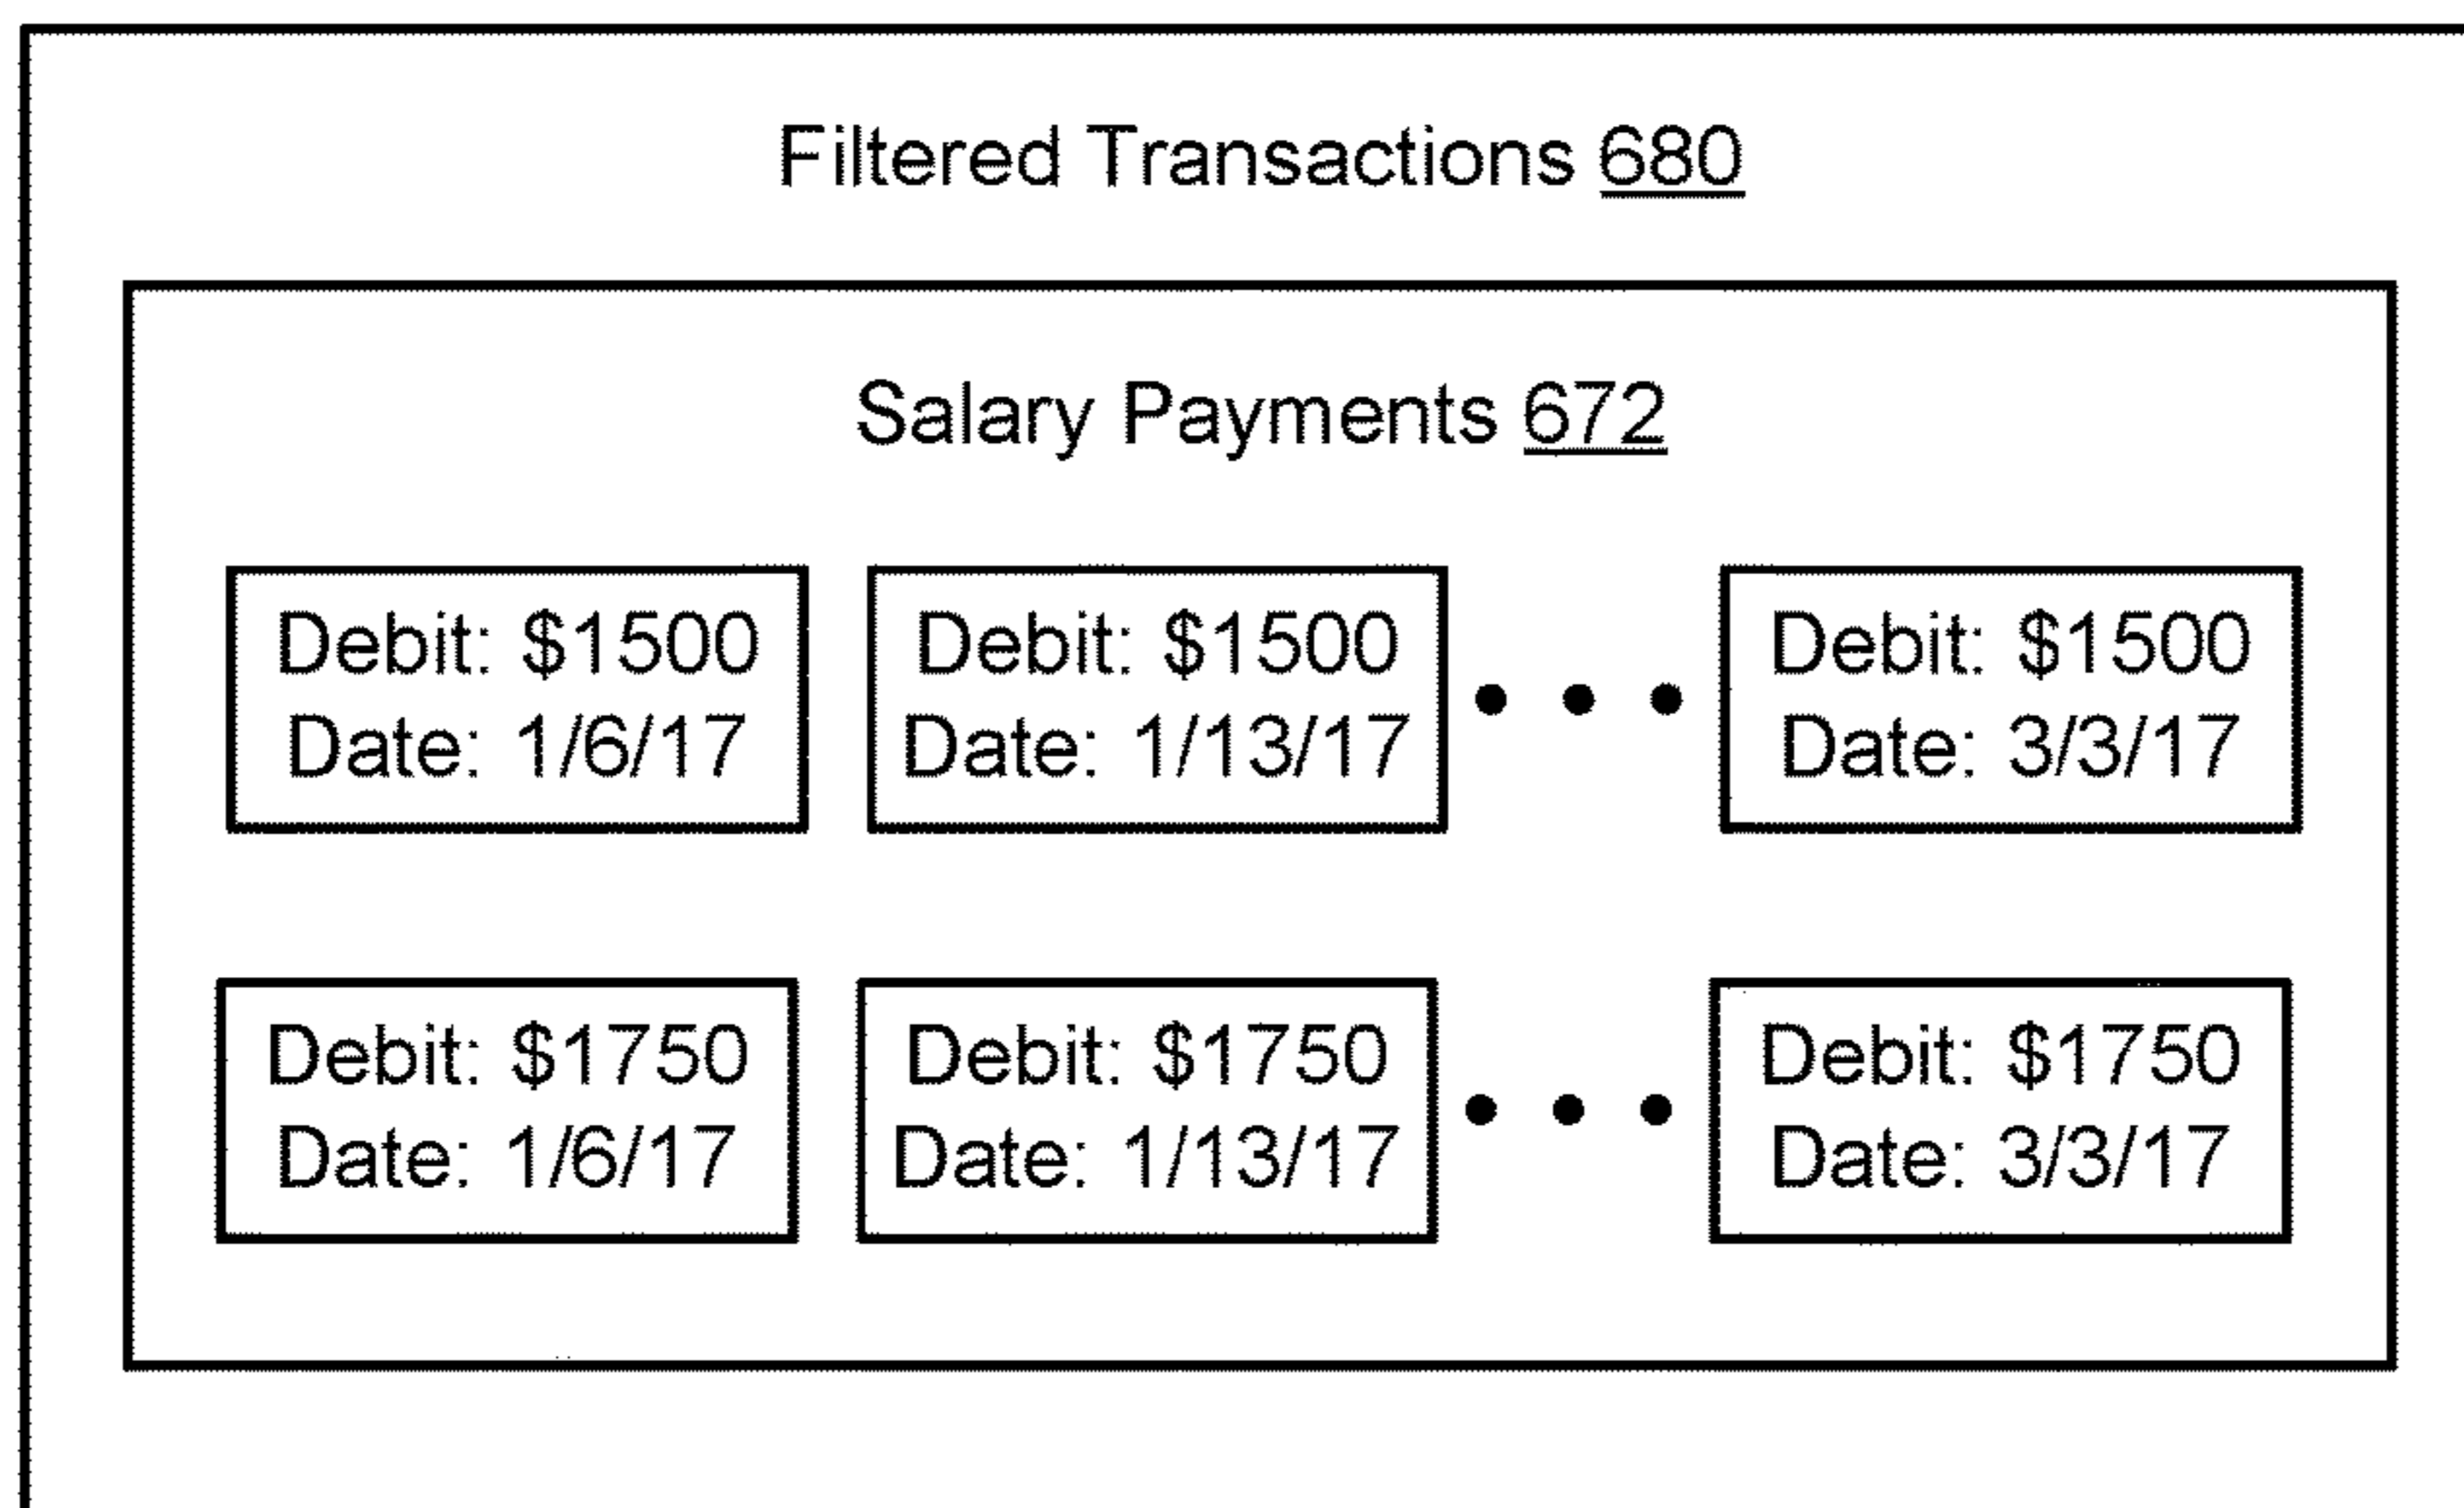 Filtered Transactions 680
Salary Payments 672
Debit: $1500
Date: 1/6/17
Debit: $1500
Date: 1/13/17
Debit: $1500
Date: 3/3/17
Debit: $1750
Date: 1/6/17
Debit: $1750
Date: 1/13/17
Debit: $1750
Date: 3/3/17